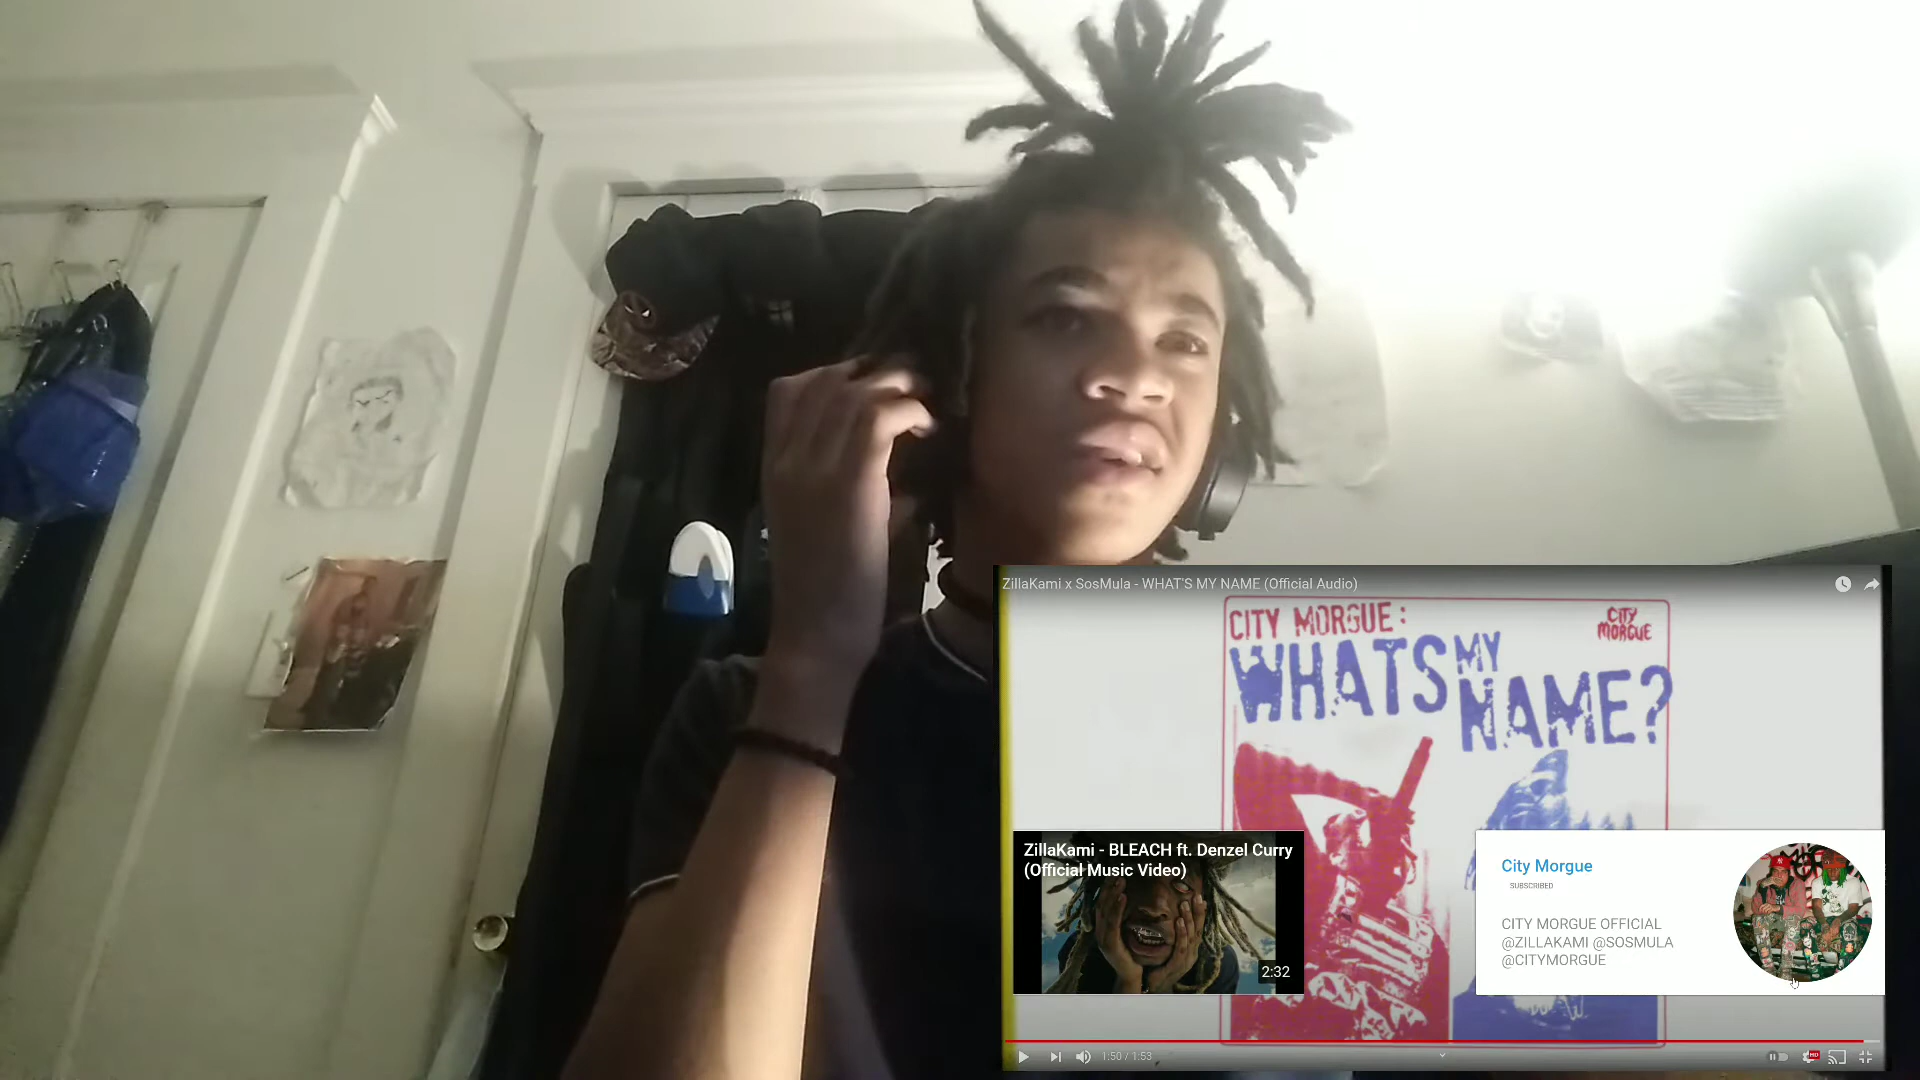 ZillaKami x SosMula - WHAT'S MY NAME (Official Audio)
CITY MORGUE:
WHATS MY NAME?
CITY
MORGUE
ZillaKami - BLEACH ft. Denzel Curry
(Official Music Video)
2:32
City Morgue
SUBSCRIBED
CITY MORGUE OFFICIAL
@ZILLAKAMI @SOSMULA
@CITYMORGUE
1:50 / 1:53
HD